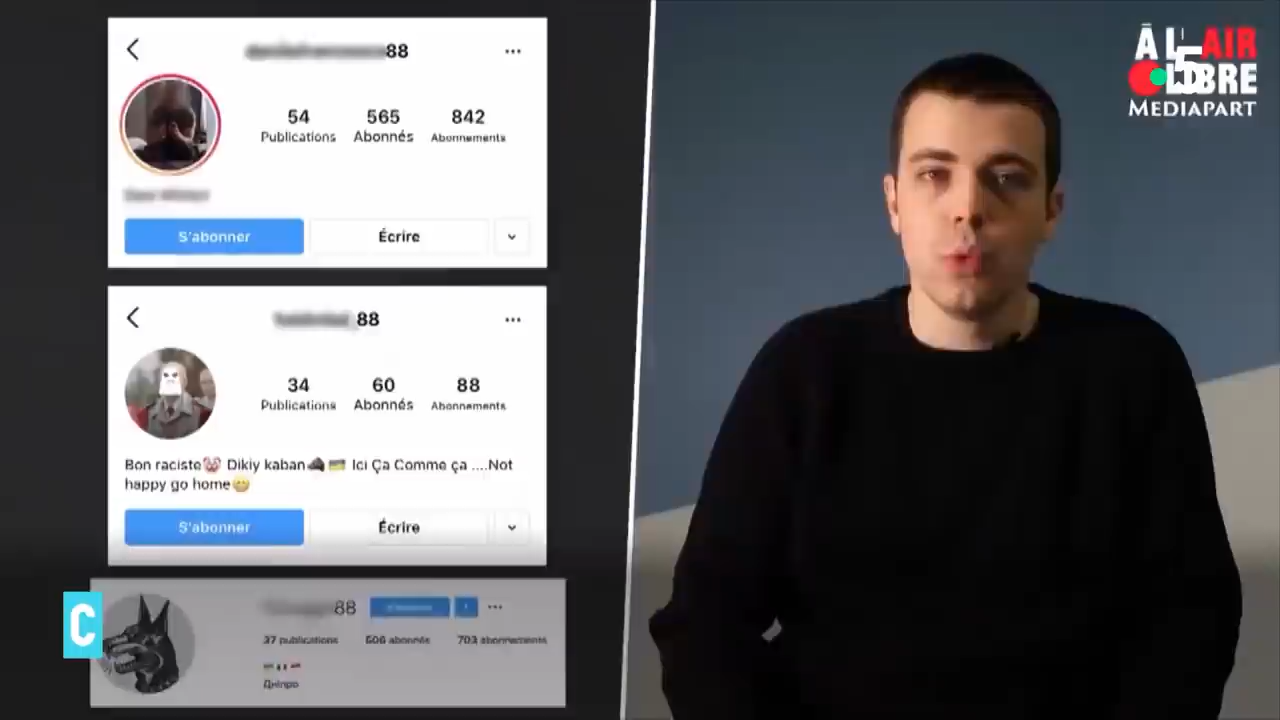 88
54
565
842
Publications
Abonnés
Abonnements
S'abonner
Écrire
88
34
60
88
Publications
Abonnés
Abonnements
Bon raciste🤡 Dikiy kaban🐗 🇺🇦 Ici Ça Comme ça ....Not
happy go home😁
S'abonner
Écrire
88
37 publications
606 abonnés
703 abonnements
Дніпро
C
À L'AIR
LIBRE
MEDIAPART
5